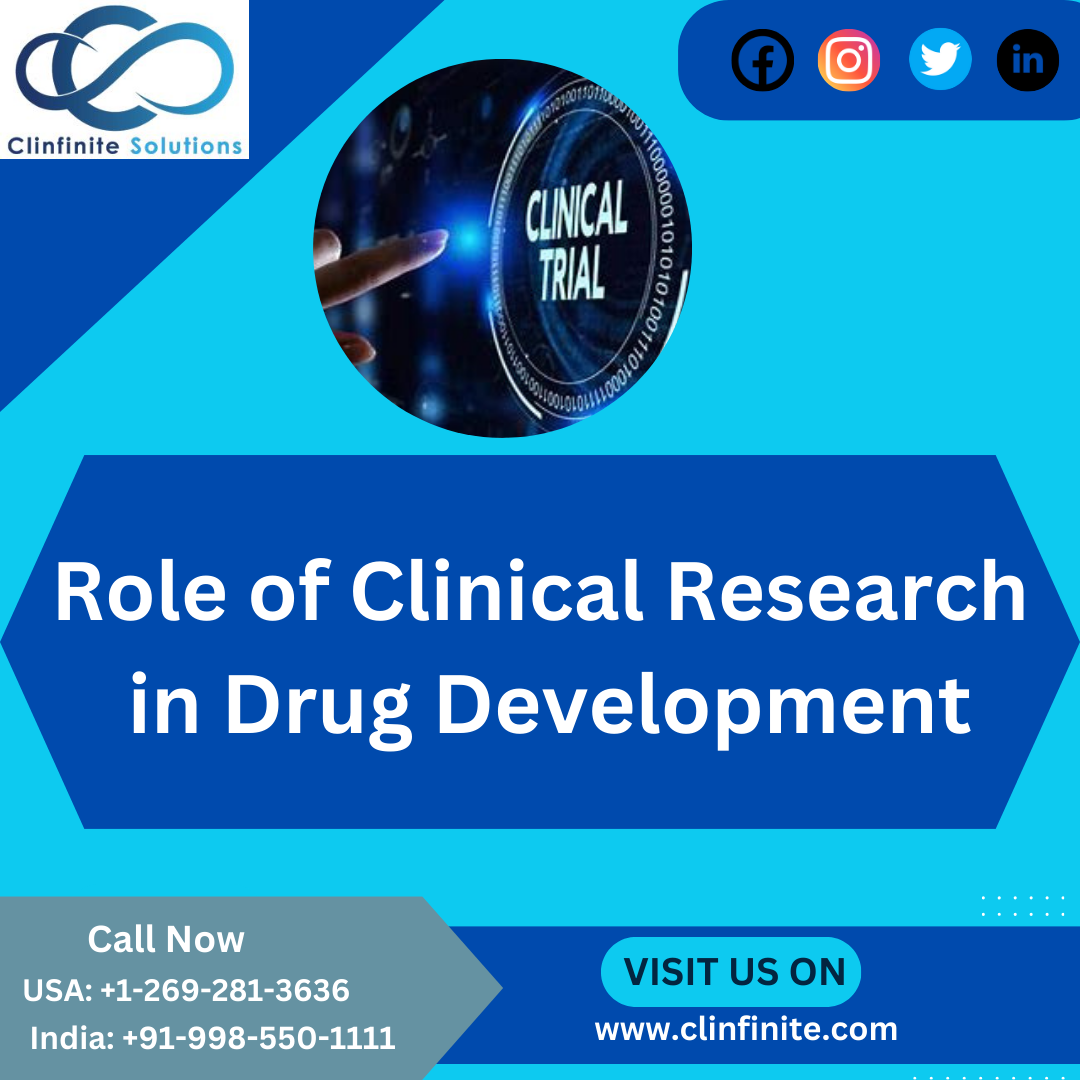 Clinfinite Solutions
CLINICAL
TRIAL
Role of Clinical Research
in Drug Development
Call Now
USA: +1-269-281-3636
India: +91-998-550-1111
VISIT US ON
www.clinfinite.com